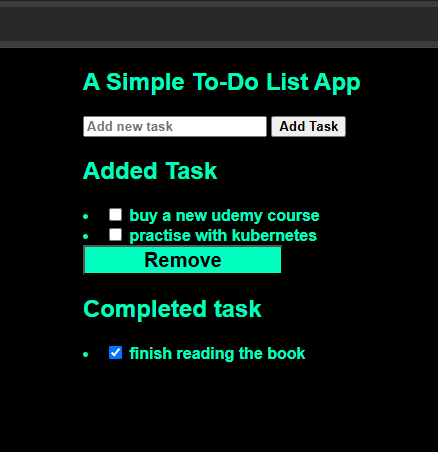 A Simple To-Do List App
Add new task Add Task
Added Task
buy a new udemy course
practise with kubernetes
Remove
Completed task
finish reading the book